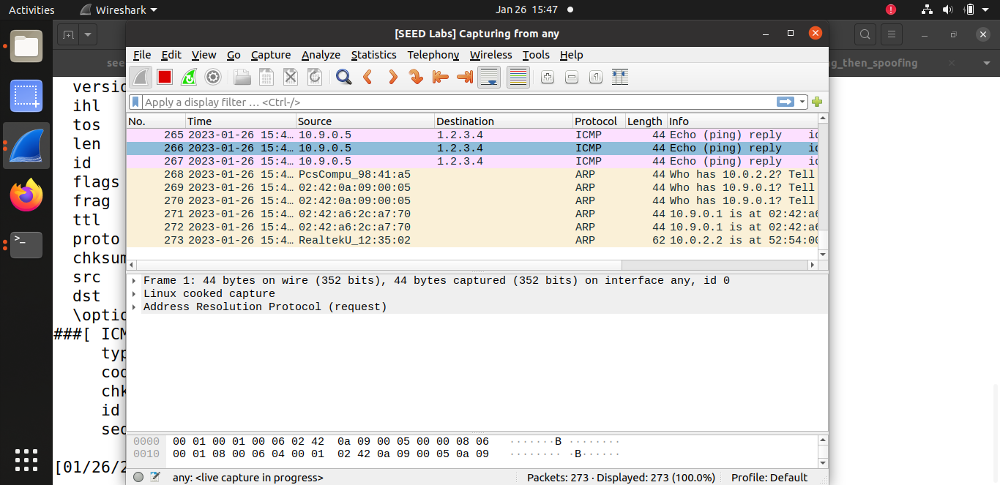 Activities Wireshark Jan 26 15:47
[SEED Labs] Capturing from any
see
g_then_spoofing
File Edit View Go Capture Analyze Statistics Telephony Wireless Tools Help
Apply a display filter … <Ctrl-/>
No. Time Source Destination Protocol Length Info
265 2023-01-26 15:4… 10.9.0.5 1.2.3.4 ICMP 44 Echo (ping) reply id
266 2023-01-26 15:4… 10.9.0.5 1.2.3.4 ICMP 44 Echo (ping) reply id
267 2023-01-26 15:4… 10.9.0.5 1.2.3.4 ICMP 44 Echo (ping) reply id
268 2023-01-26 15:4… PcsCompu_98:41:a5 ARP 44 Who has 10.0.2.2? Tell
269 2023-01-26 15:4… 02:42:0a:09:00:05 ARP 44 Who has 10.9.0.1? Tell
270 2023-01-26 15:4… 02:42:0a:09:00:05 ARP 44 Who has 10.9.0.1? Tell
271 2023-01-26 15:4… 02:42:a6:2c:a7:70 ARP 44 10.9.0.1 is at 02:42:a6
272 2023-01-26 15:4… 02:42:a6:2c:a7:70 ARP 44 10.9.0.1 is at 02:42:a6
273 2023-01-26 15:4… RealtekU_12:35:02 ARP 62 10.0.2.2 is at 52:54:00
Frame 1: 44 bytes on wire (352 bits), 44 bytes captured (352 bits) on interface any, id 0
Linux cooked capture
Address Resolution Protocol (request)
0000 00 01 00 01 00 06 02 42 0a 09 00 05 00 00 08 06 ·······B ········
0010 00 01 08 00 06 04 00 01 02 42 0a 09 00 05 0a 09 ········ ·B······
any: <live capture in progress> Packets: 273 · Displayed: 273 (100.0%) Profile: Default
versio
ihl
tos
len
id
flags
frag
ttl
proto
chksum
src
dst
\optio
###[ ICM
typ
cod
chk
id
seq
[01/26/2